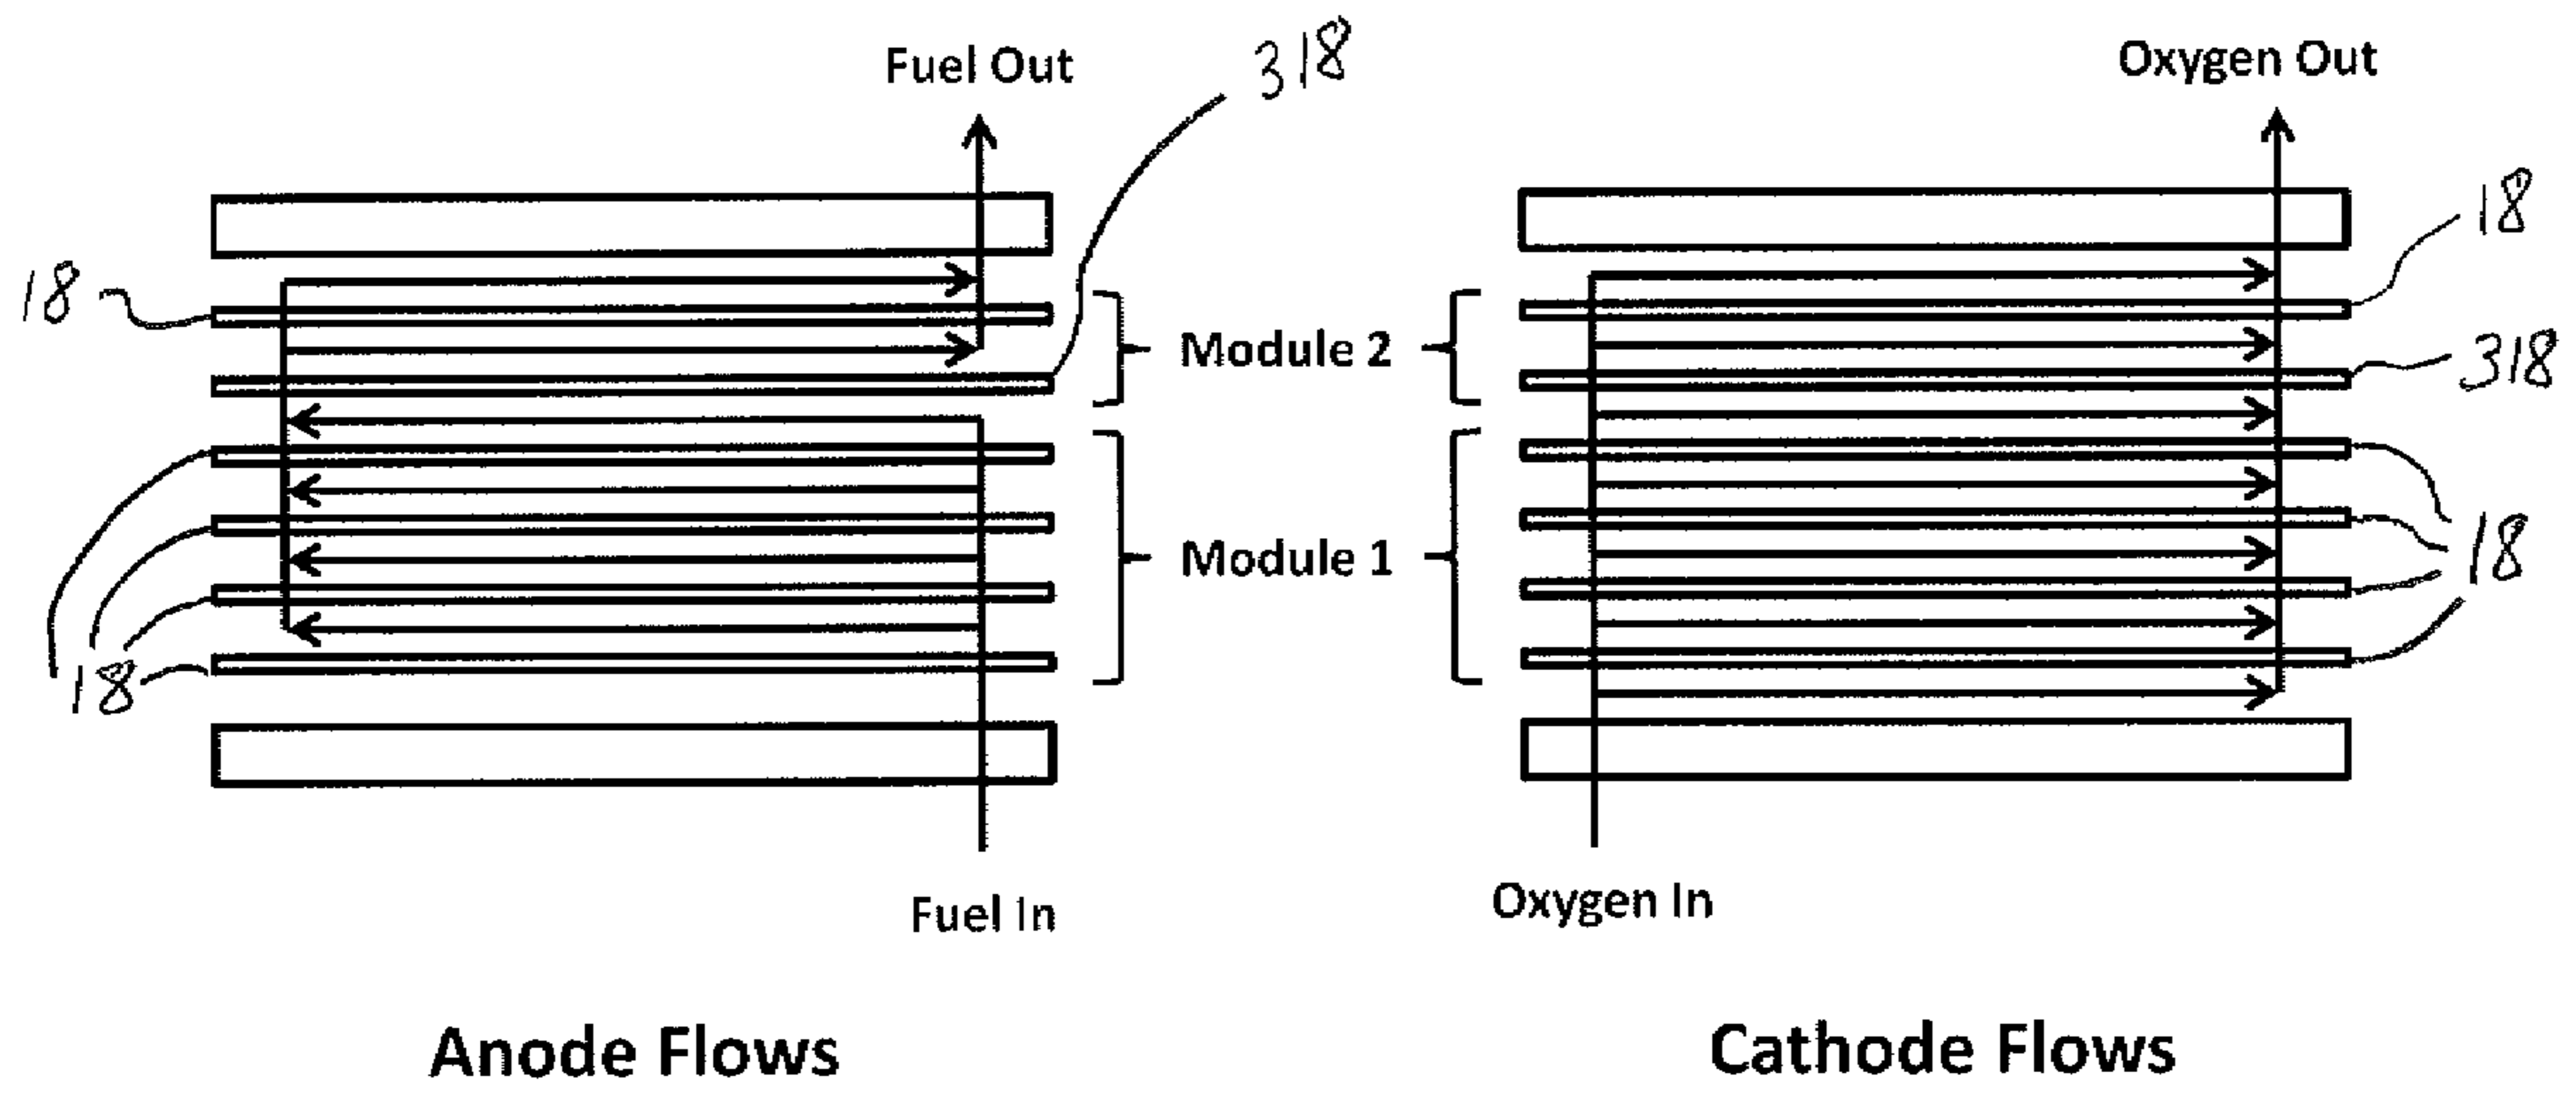 Fuel Out
318
Oxygen Out
18
18
Module 2
318
Module 1
18
18
Fuel In
Oxygen In
Anode Flows
Cathode Flows